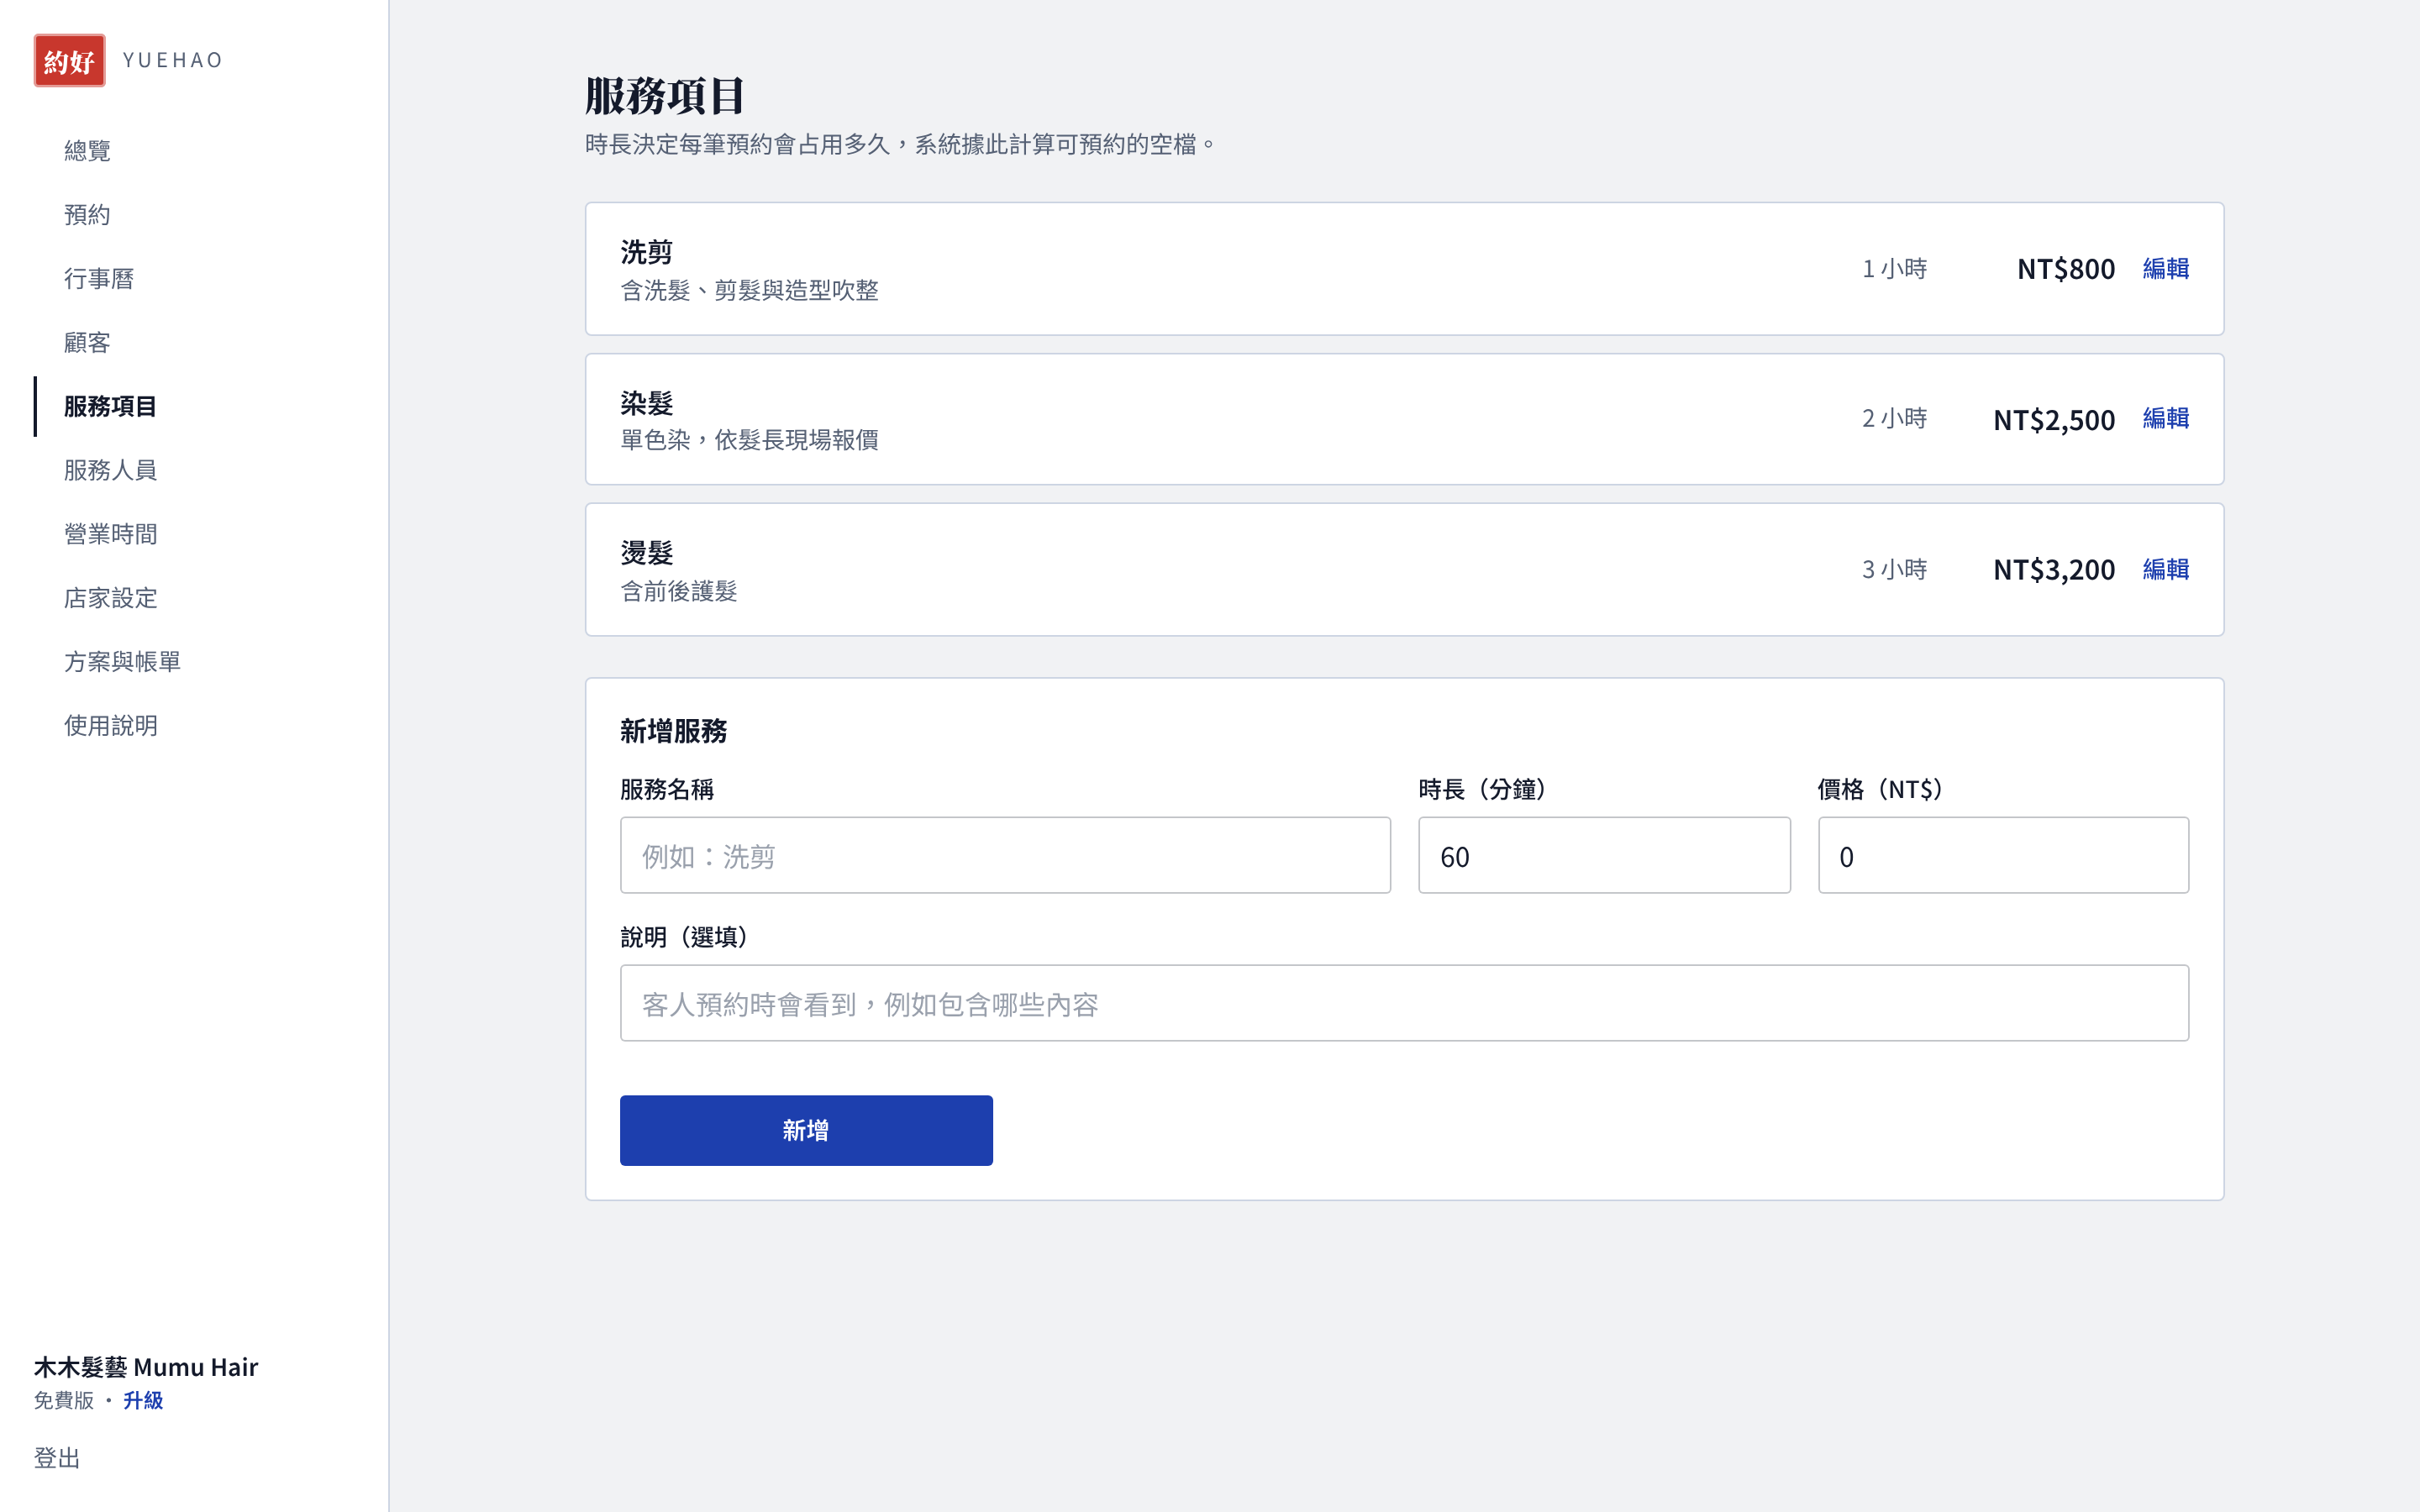 約好 YUEHAO
總覽
預約
行事曆
顧客
服務項目
服務人員
營業時間
店家設定
方案與帳單
使用說明
木木髮藝 Mumu Hair
免費版 · 升級
登出
服務項目
時長決定每筆預約會占用多久，系統據此計算可預約的空檔。
洗剪
含洗髮、剪髮與造型吹整
1 小時 NT$800 編輯
染髮
單色染，依髮長現場報價
2 小時 NT$2,500 編輯
燙髮
含前後護髮
3 小時 NT$3,200 編輯
新增服務
服務名稱 時長（分鐘） 價格（NT$）
例如：洗剪 60 0
說明（選填）
客人預約時會看到，例如包含哪些內容
新增